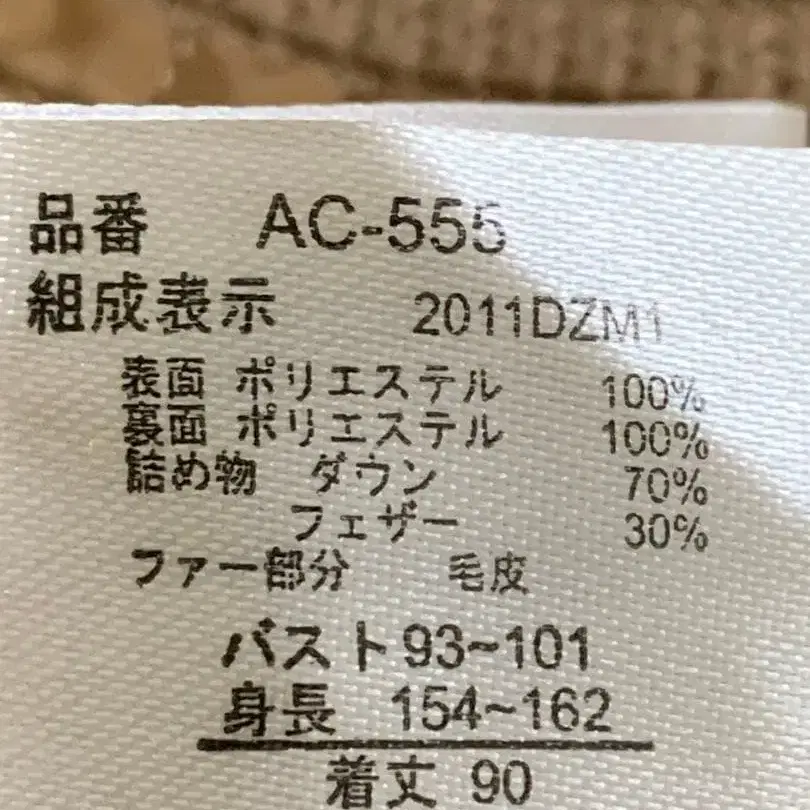 品番 AC-555
組成表示 2011DZM1
表面 ポリエステル 100%
裏面 ポリエステル 100%
詰め物 ダウン 70%
フェザー 30%
ファー部分 毛皮
バスト93~101
身長 154~162
着丈 90